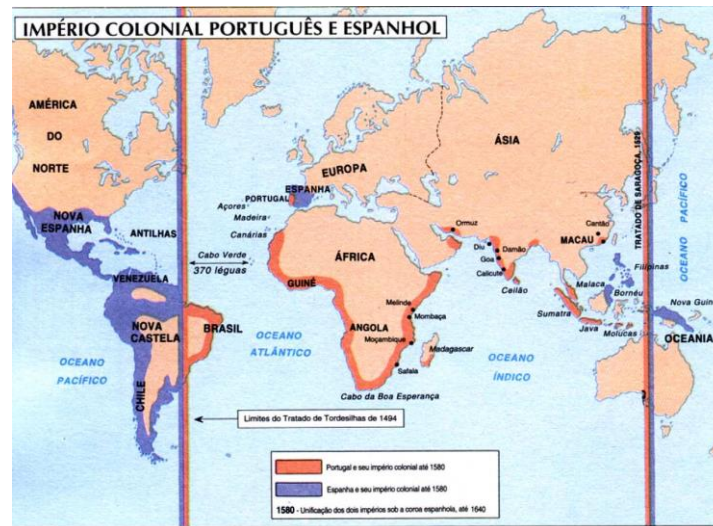 IMPÉRIO COLONIAL PORTUGUÊS E ESPANHOL
AMÉRICA
DO
NORTE
NOVA
ESPANHA
ANTILHAS
VENEZUELA
NOVA
CASTELA
BRASIL
CHILE
OCEANO
PACÍFICO
Açores
Madeira
Canárias
Cabo Verde
370 léguas
PORTUGAL
ESPANHA
EUROPA
ÁSIA
ÁFRICA
GUINÉ
ANGOLA
Melinde
Mombaça
Moçambique
Safala
Madagascar
Cabo da Boa Esperança
OCEANO
ATLÂNTICO
Ormuz
Diu
Damão
Goa
Calicute
Ceilão
Cantão
MACAU
Malaca
Sumatra
Java
Molucas
Bornéu
Filipinas
Nova Guin
OCEANIA
OCEANO
ÍNDICO
TRATADO DE SARAGOÇA, 1529
OCEANO PACÍFICO
Limites do Tratado de Tordesilhas de 1494
Portugal e seu império colonial até 1580
Espanha e seu império colonial até 1580
1580 - Unificação dos dois impérios sob a coroa espanhola, até 1640